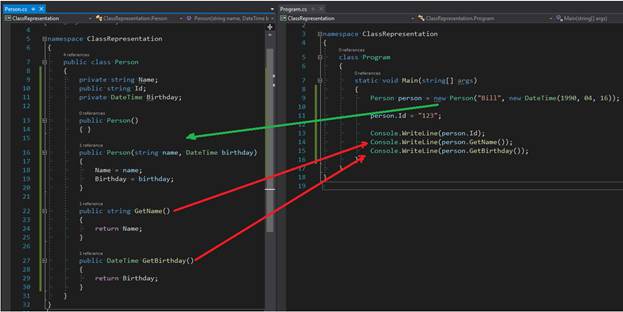 Person.cs
ClassRepresentation
ClassRepresentation.Person
Person(string name, DateTime b
4
5 namespace ClassRepresentation
6 {
4 references
7 public class Person
8 {
9 private string Name;
10 public string Id;
11 private DateTime Birthday;
12
0 references
13 public Person()
14 { }
15
1 reference
16 public Person(string name, DateTime birthday)
17 {
18 Name = name;
19 Birthday = birthday;
20 }
21
1 reference
22 public string GetName()
23 {
24 return Name;
25 }
26
1 reference
27 public DateTime GetBirthday()
28 {
29 return Birthday;
30 }
31 }
32 }
Program.cs
ClassRepresentation
ClassRepresentation.Program
Main(string[] args)
2
3 namespace ClassRepresentation
4 {
0 references
5 class Program
6 {
0 references
7 static void Main(string[] args)
8 {
9 Person person = new Person("Bill", new DateTime(1990, 04, 16));
10
11 person.Id = "123";
12
13 Console.WriteLine(person.Id);
14 Console.WriteLine(person.GetName());
15 Console.WriteLine(person.GetBirthday());
16 }
17 }
18 }
19